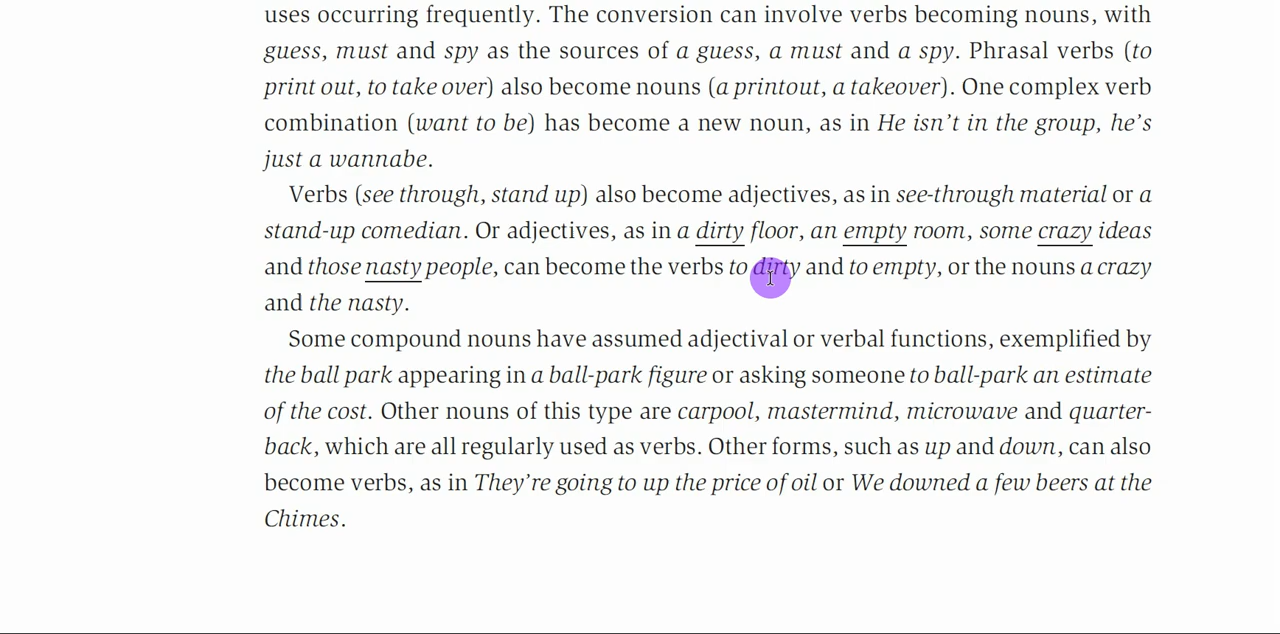 uses occurring frequently. The conversion can involve verbs becoming nouns, with
guess, must and spy as the sources of a guess, a must and a spy. Phrasal verbs (to
print out, to take over) also become nouns (a printout, a takeover). One complex verb
combination (want to be) has become a new noun, as in He isn’t in the group, he’s
just a wannabe.
Verbs (see through, stand up) also become adjectives, as in see-through material or a
stand-up comedian. Or adjectives, as in a dirty floor, an empty room, some crazy ideas
and those nasty people, can become the verbs to dirty and to empty, or the nouns a crazy
and the nasty.
Some compound nouns have assumed adjectival or verbal functions, exemplified by
the ball park appearing in a ball-park figure or asking someone to ball-park an estimate
of the cost. Other nouns of this type are carpool, mastermind, microwave and quarter-
back, which are all regularly used as verbs. Other forms, such as up and down, can also
become verbs, as in They’re going to up the price of oil or We downed a few beers at the
Chimes.